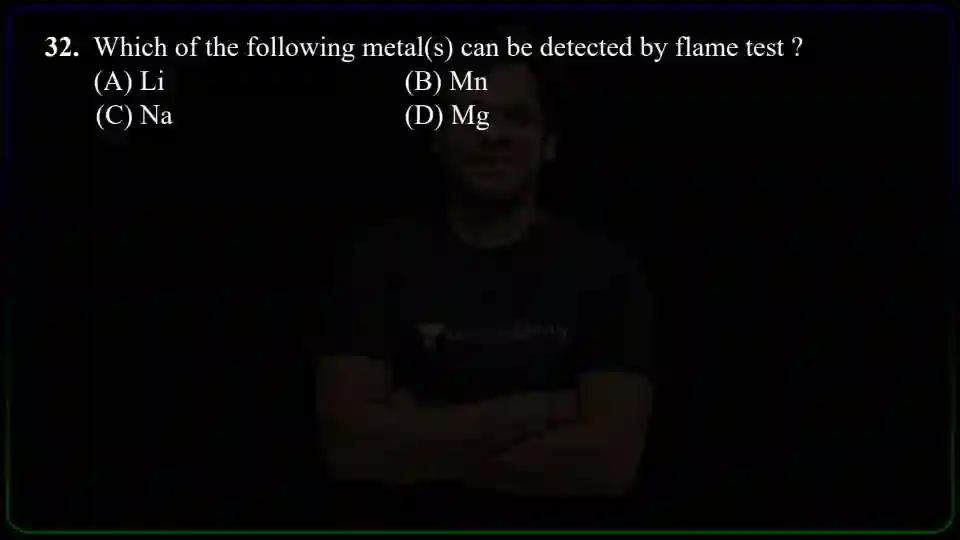 32. Which of the following metal(s) can be detected by flame test ?
(A) Li (B) Mn
(C) Na (D) Mg